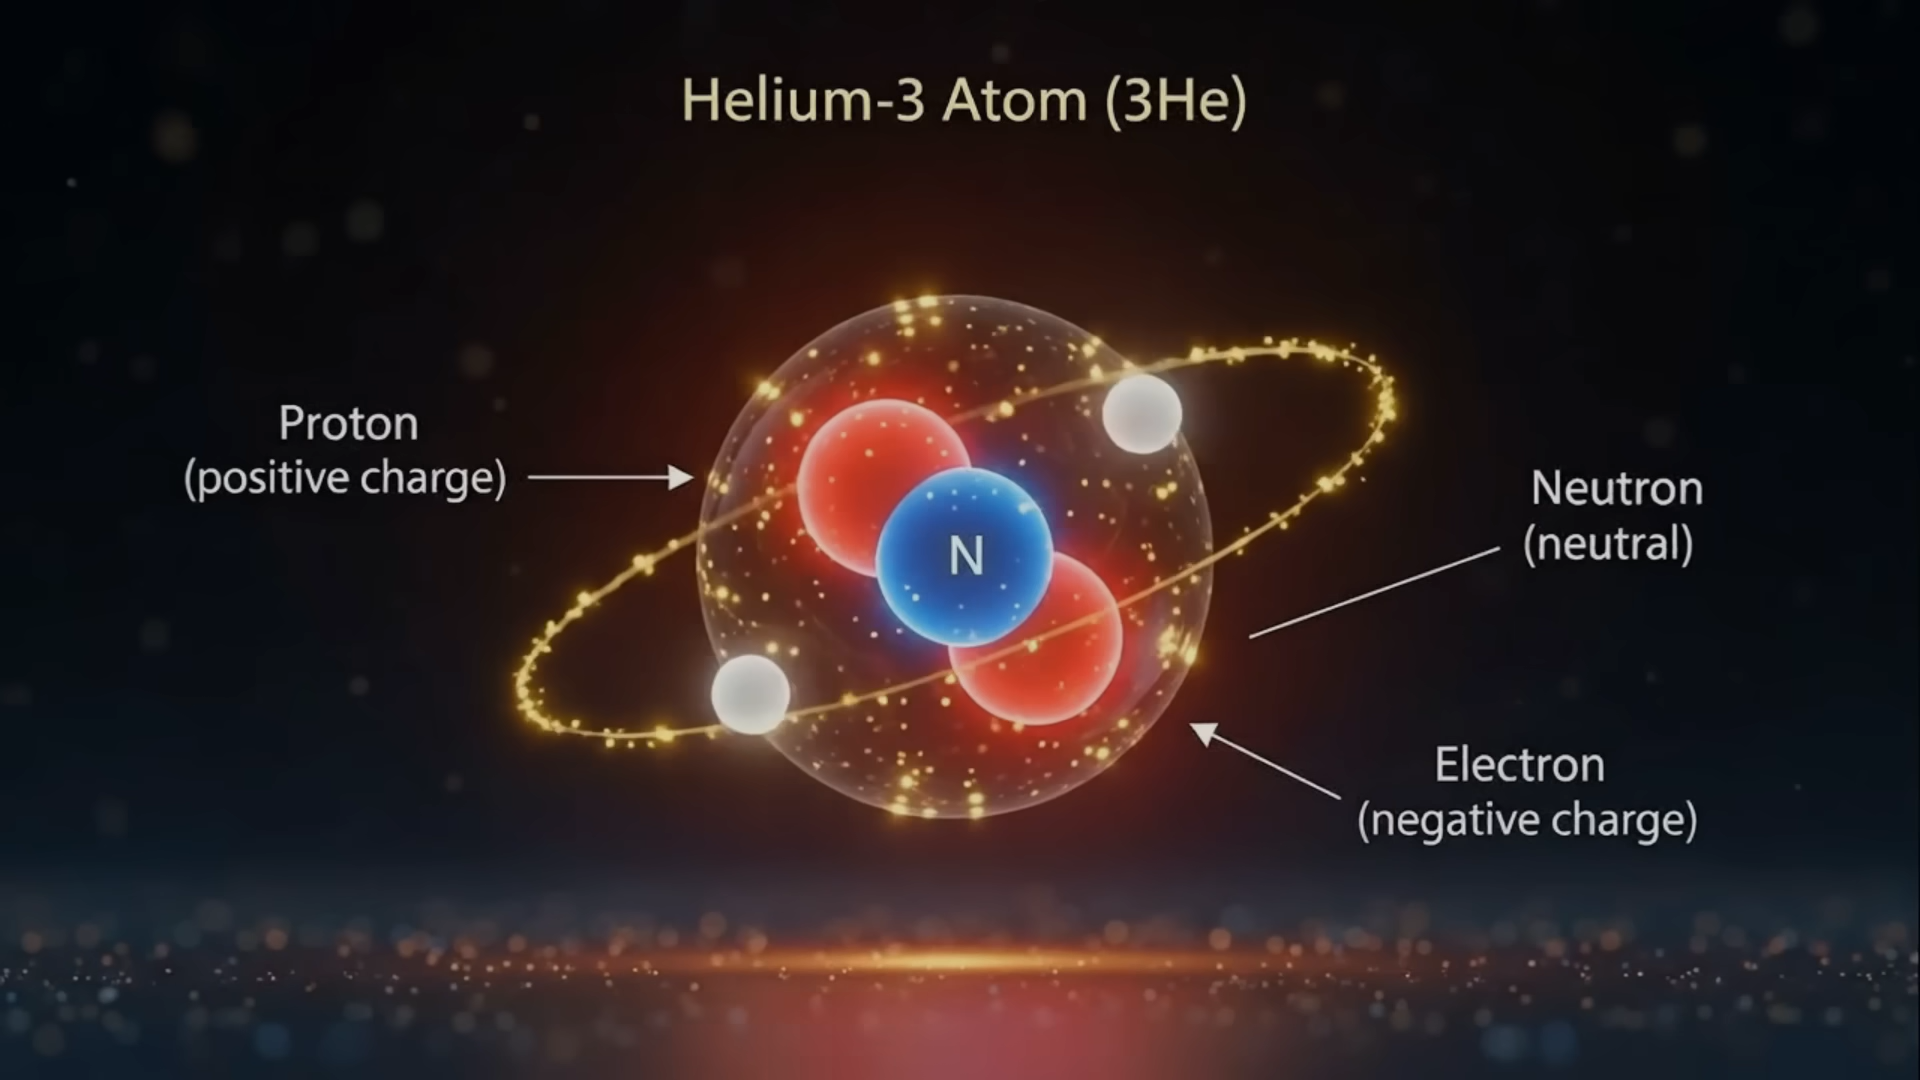 Helium-3 Atom (3He)
Proton
(positive charge)
N
Neutron
(neutral)
Electron
(negative charge)